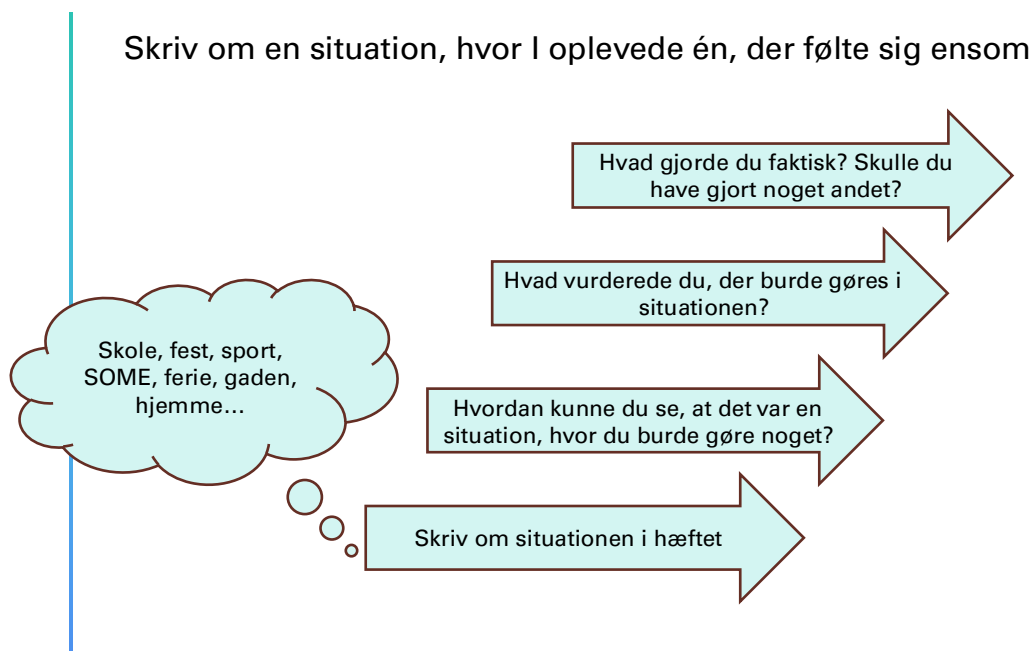 Skriv om en situation, hvor I oplevede én, der følte sig ensom
Hvad gjorde du faktisk? Skulle du
have gjort noget andet?
Hvad vurderede du, der burde gøres i
situationen?
Skole, fest, sport,
SOME, ferie, gaden,
hjemme…
Hvordan kunne du se, at det var en
situation, hvor du burde gøre noget?
Skriv om situationen i hæftet